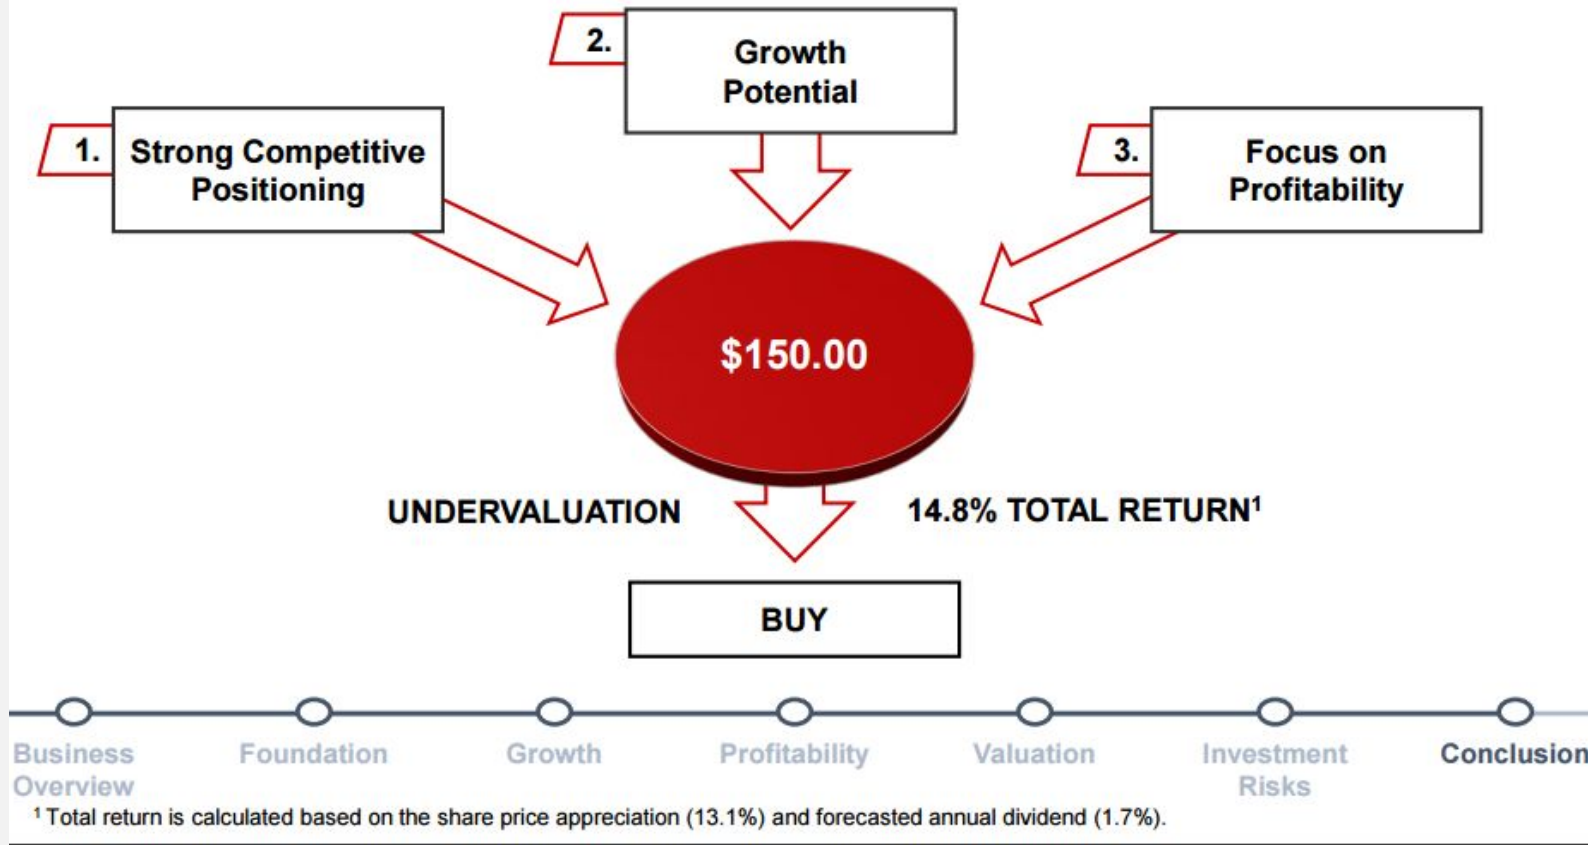 1.
Strong Competitive
Positioning
2.
Growth
Potential
3.
Focus on
Profitability
$150.00
UNDERVALUATION
14.8% TOTAL RETURN¹
BUY
Business
Overview
Foundation
Growth
Profitability
Valuation
Investment
Risks
Conclusion
¹ Total return is calculated based on the share price appreciation (13.1%) and forecasted annual dividend (1.7%).